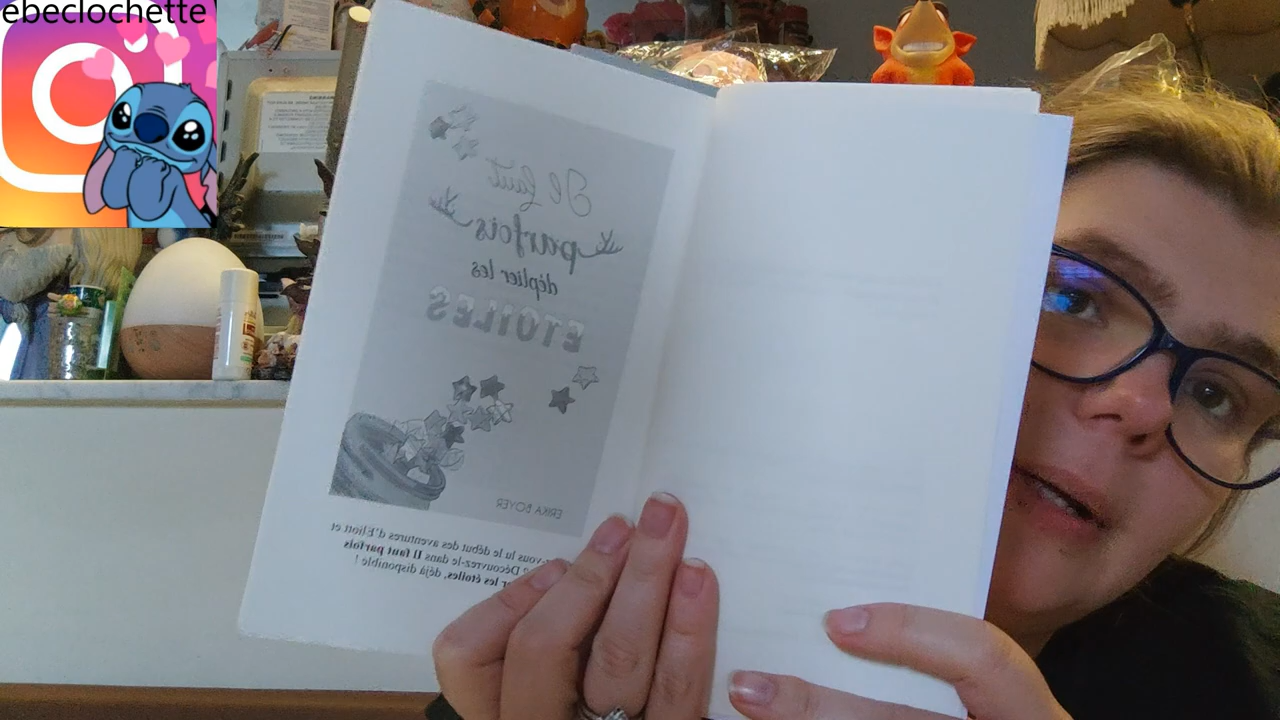 ebeclochette
Il faut
parfois
déplier les
ETOILES
ERIKA BOYER
-vous lu le début des aventures d'Eliott et
? Découvrez-le dans Il faut parfois
les étoiles, déjà disponible !